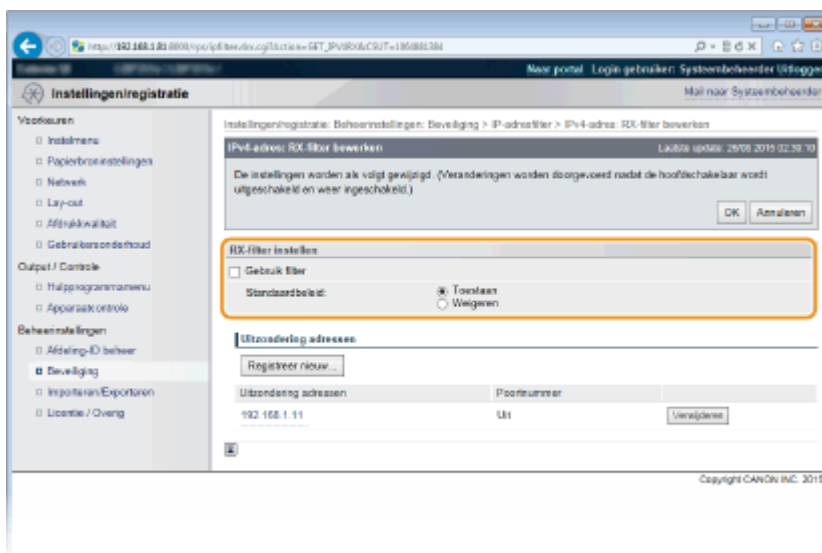 Naar portal Login gebruiker: Systeembeheerder Uitloggen
Instellingen/registratie
Mail naar Systeembeheerder
Voorkeuren
Instelmenu
Papierbroninstellingen
Netwerk
Lay-out
Afdrukkwaliteit
Gebruikersonderhoud
Output / Controle
Hulpprogrammamenu
Apparaatcontrole
Beheerinstellingen
Afdeling-ID beheer
Beveiliging
Importeren/Exporteren
Licentie / Overig
Instellingen/registratie: Beheerinstellingen: Beveiliging > IP-adresfilter > IPv4-adres: RX-filter bewerken
IPv4-adres: RX-filter bewerken
Laatste update: 2015 02:39:10
De instellingen worden als volgt gewijzigd. (Veranderingen worden doorgevoerd nadat de hoofdschakelaar wordt
uitgeschakeld en weer ingeschakeld.)
OK Annuleren
RX-filter instellen
Gebruik filter
Standaardbeleid: Toestaan
Weigeren
Uitzondering adressen
Registreer nieuw...
Uitzondering adressen Poortnummer
192.168.1.11 Uit Verwijderen
Copyright CANON INC. 2015